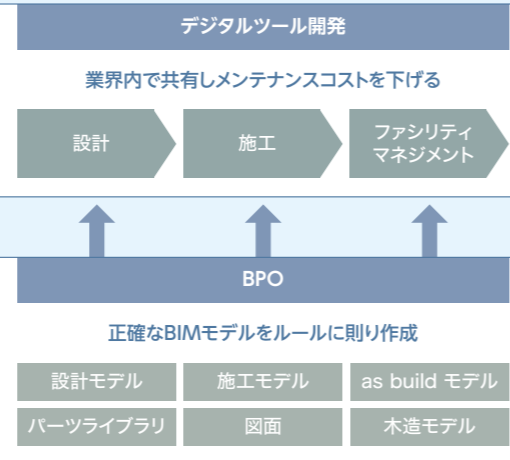 デジタルツール開発
業界内で共有しメンテナンスコストを下げる
設計
施工
ファシリティ
マネジメント
BPO
正確なBIMモデルをルールに則り作成
設計モデル
施工モデル
as build モデル
パーツライブラリ
図面
木造モデル